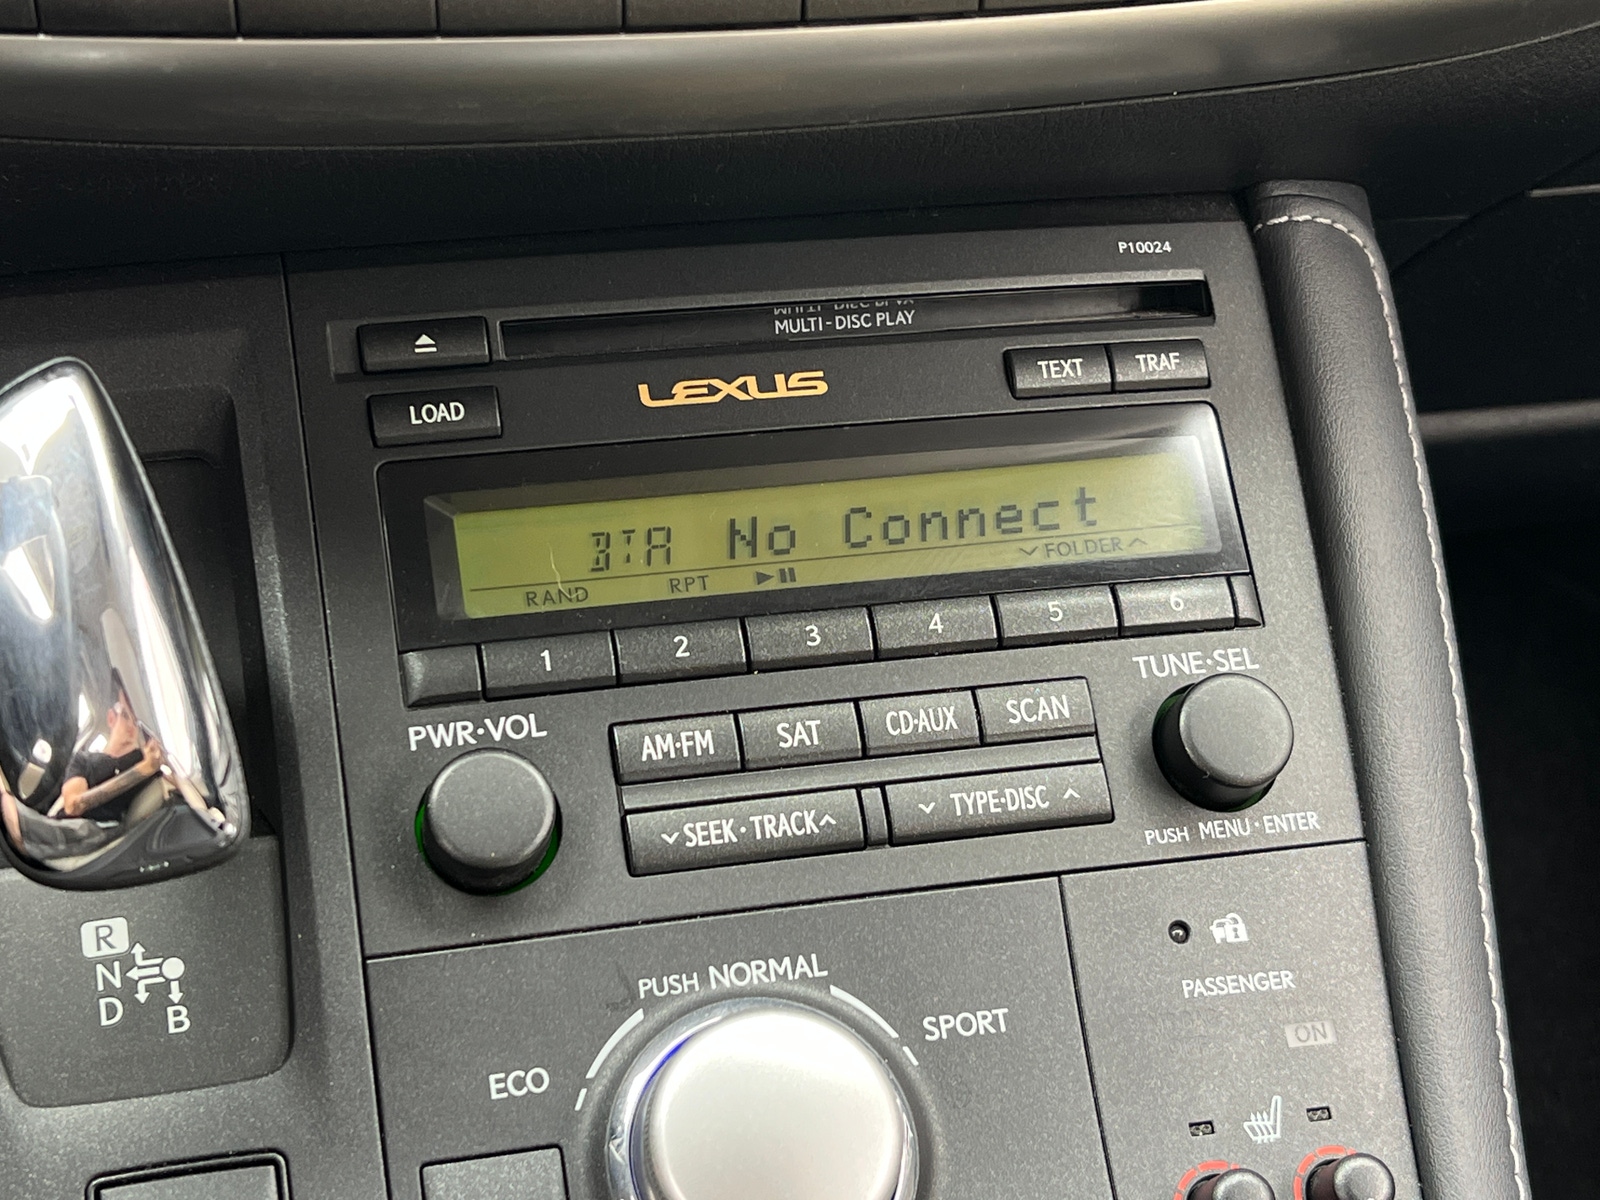 P10024
MULTI-DISC PLAY
LEXUS
TEXT TRAF
LOAD
BTA No Connect
RAND RPT FOLDER
1 2 3 4 5 6
PWR·VOL
TUNE·SEL
AM·FM SAT CD·AUX SCAN
SEEK·TRACK
TYPE·DISC
PUSH MENU·ENTER
R
N
D
B
PUSH NORMAL
ECO
SPORT
PASSENGER
ON